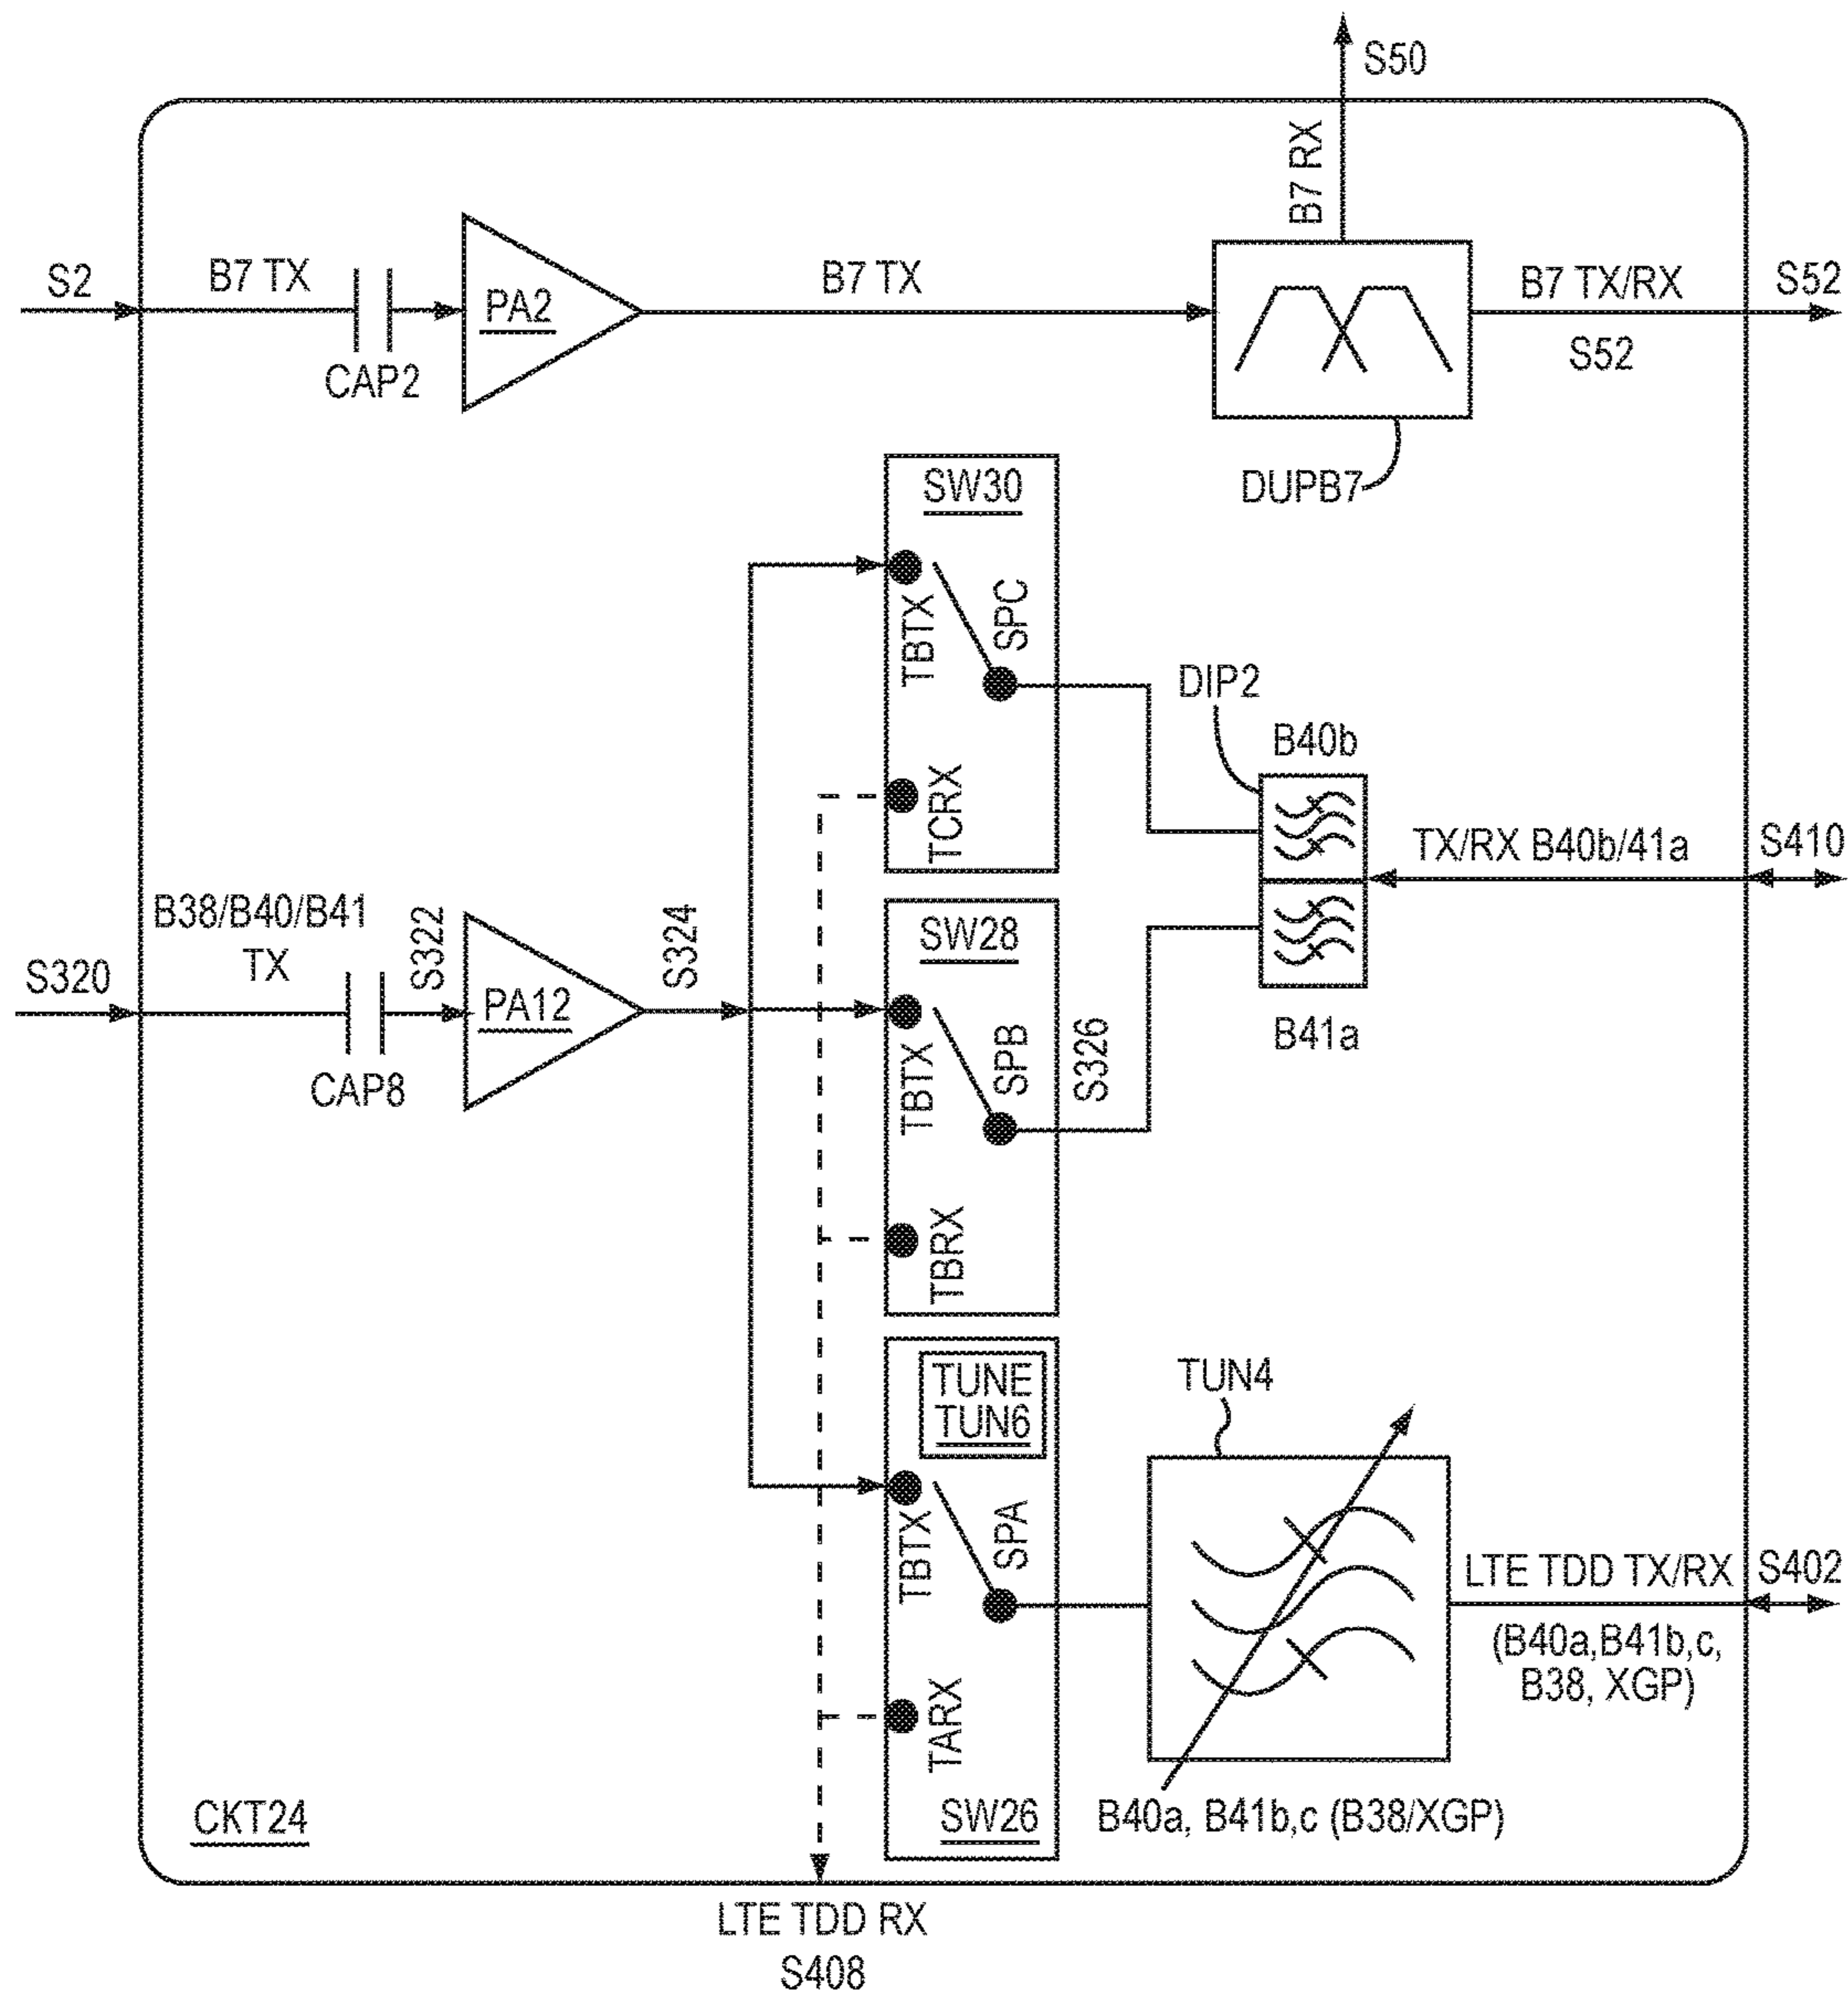 S50
B7 RX
S2
B7 TX
PA2
B7 TX
B7 TX/RX
S52
S52
CAP2
DUPB7
SW30
TBTX
SPC
TCRX
DIP2
B40b
TX/RX B40b/41a
S410
B41a
B38/B40/B41
TX
S320
S322
PA12
S324
CAP8
SW28
TBTX
SPB
S326
TBRX
TUNE
TUN6
TBTX
SPA
TARX
SW26
TUN4
LTE TDD TX/RX
S402
(B40a,B41b,c,
B38, XGP)
B40a, B41b,c (B38/XGP)
CKT24
LTE TDD RX
S408